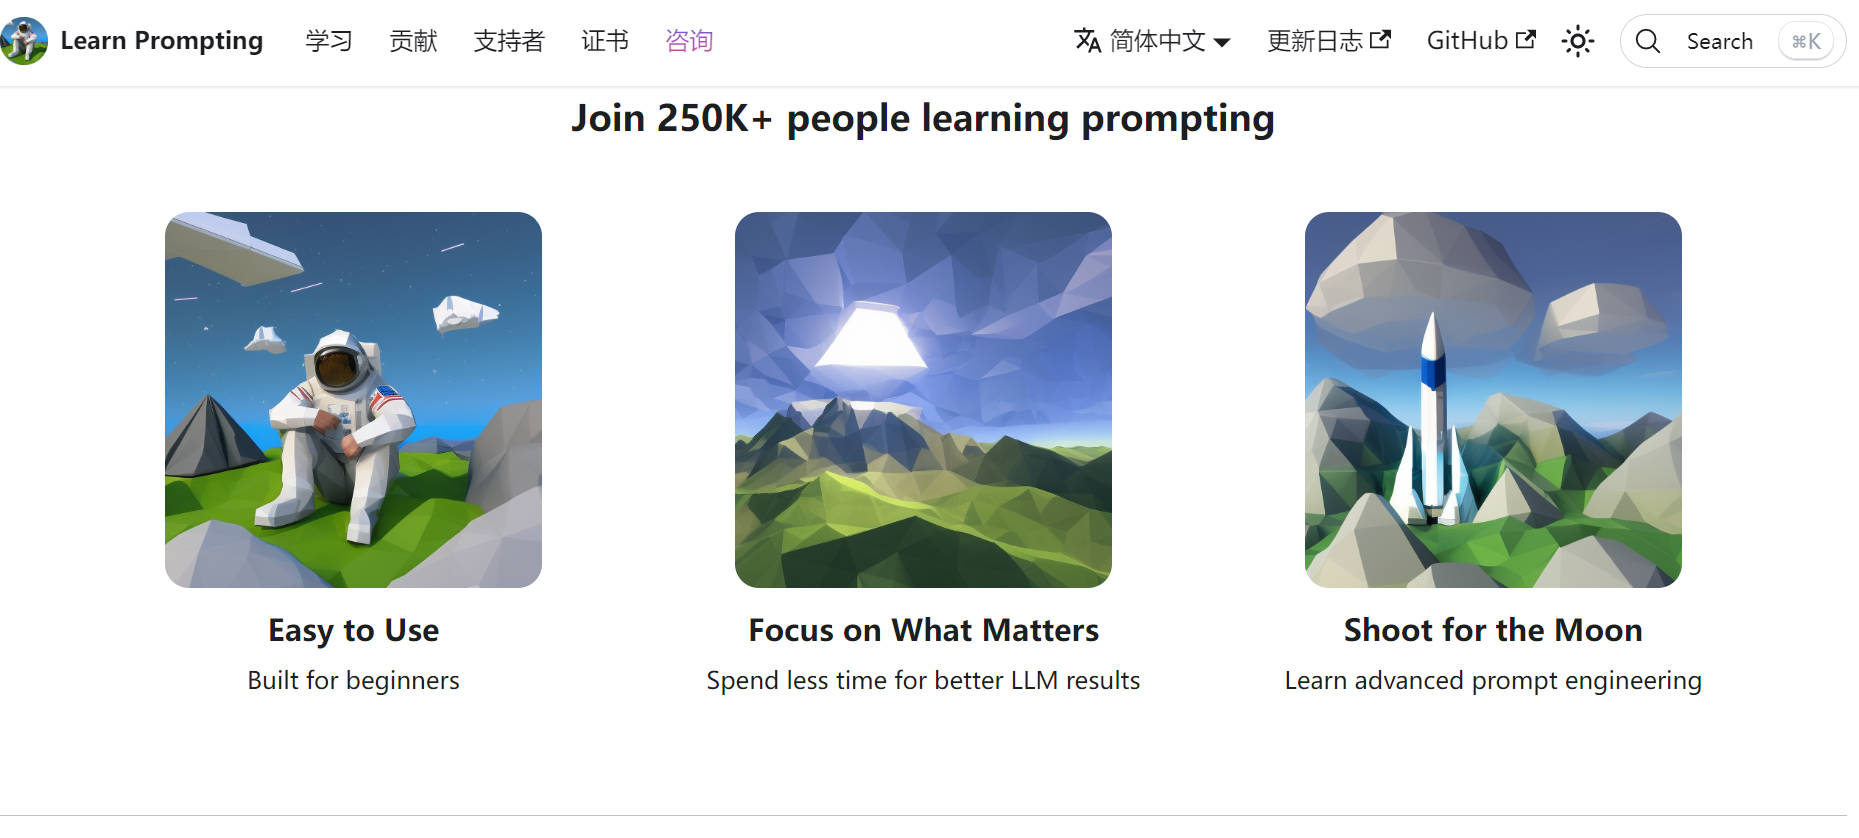 Learn Prompting 学习 贡献 支持者 证书 咨询 简体中文 更新日志 GitHub Search ⌘K
Join 250K+ people learning prompting
Easy to Use Focus on What Matters Shoot for the Moon
Built for beginners Spend less time for better LLM results Learn advanced prompt engineering